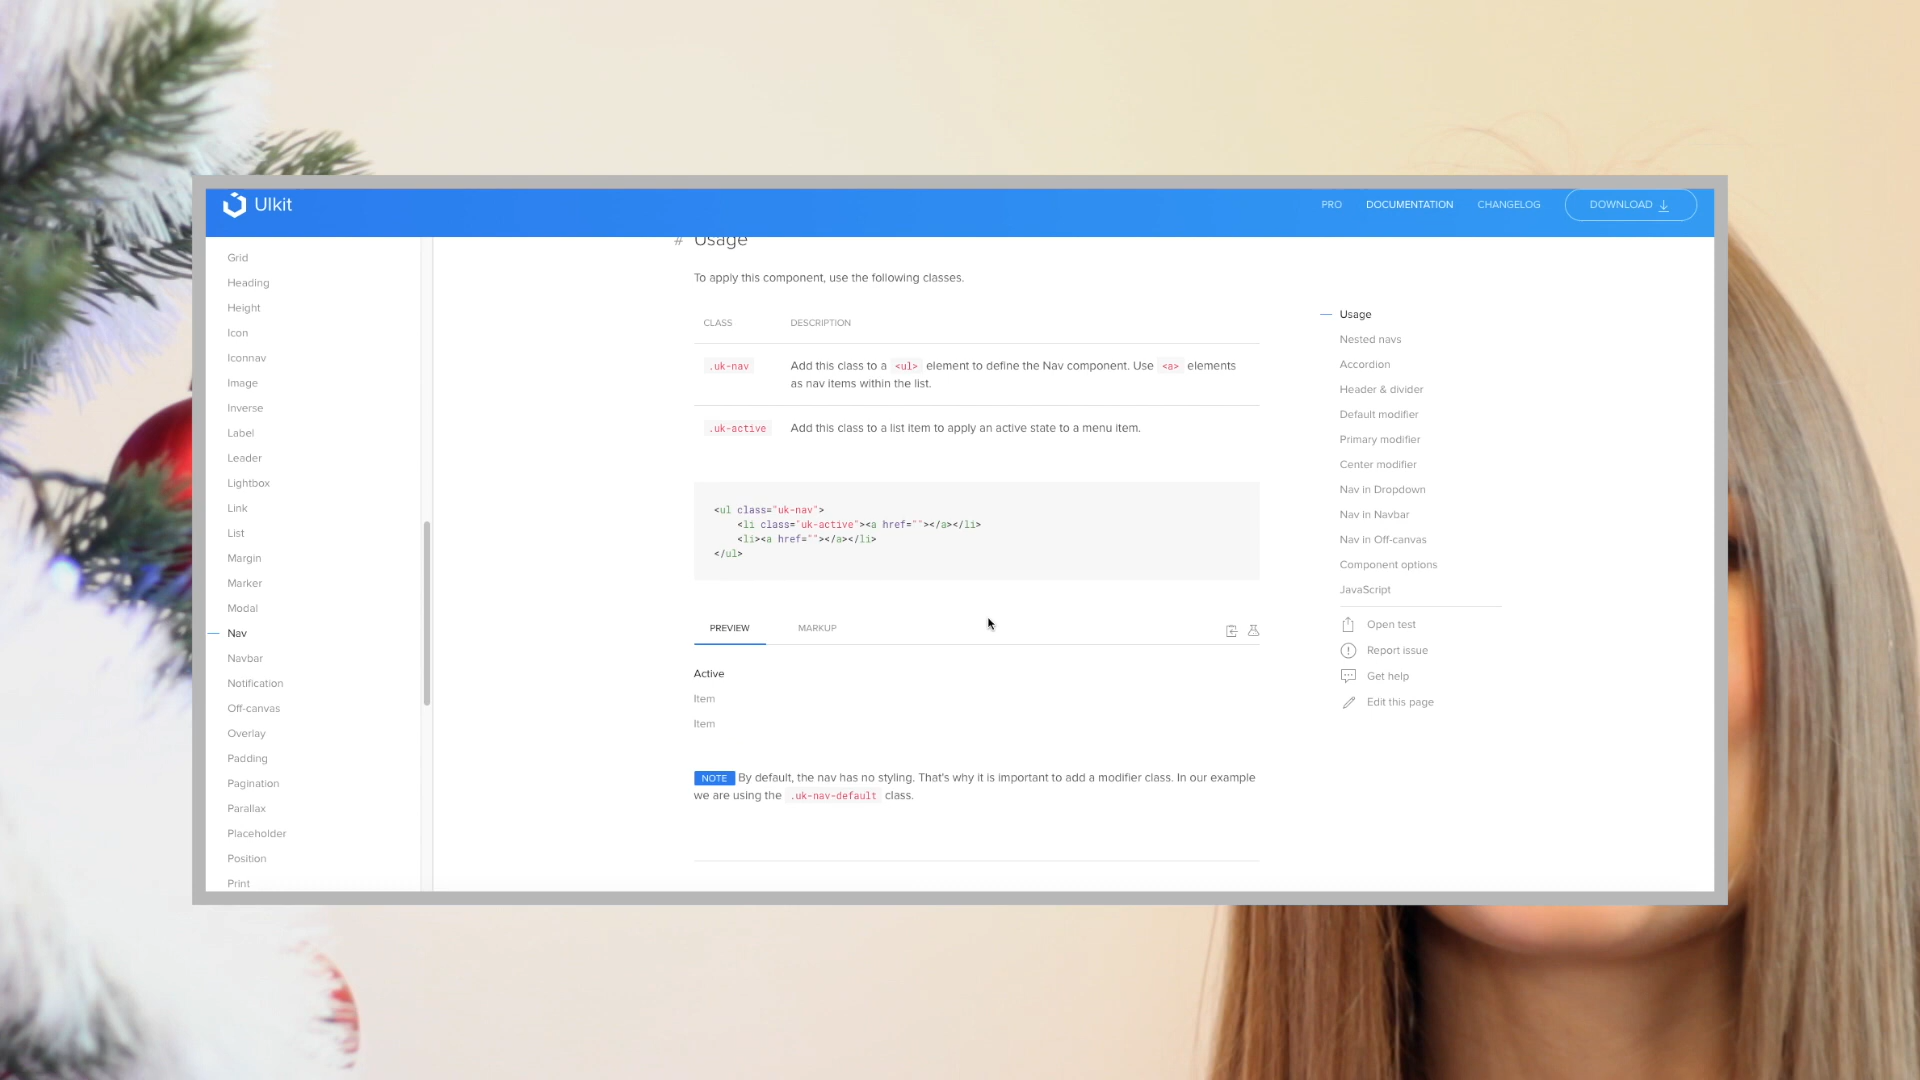 UIkit
PRO
DOCUMENTATION
CHANGELOG
DOWNLOAD
Grid
Heading
Height
Icon
Iconnav
Image
Inverse
Label
Leader
Lightbox
Link
List
Margin
Marker
Modal
Nav
Navbar
Notification
Off-canvas
Overlay
Padding
Pagination
Parallax
Placeholder
Position
Print
# Usage
To apply this component, use the following classes.
CLASS DESCRIPTION
.uk-nav Add this class to a <ul> element to define the Nav component. Use <a> elements
as nav items within the list.
.uk-active Add this class to a list item to apply an active state to a menu item.
<ul class="uk-nav">
<li class="uk-active"><a href=""></a></li>
<li><a href=""></a></li>
</ul>
PREVIEW MARKUP
Active
Item
Item
NOTE By default, the nav has no styling. That's why it is important to add a modifier class. In our example
we are using the .uk-nav-default class.
Usage
Nested navs
Accordion
Header & divider
Default modifier
Primary modifier
Center modifier
Nav in Dropdown
Nav in Navbar
Nav in Off-canvas
Component options
JavaScript
Open test
Report issue
Get help
Edit this page